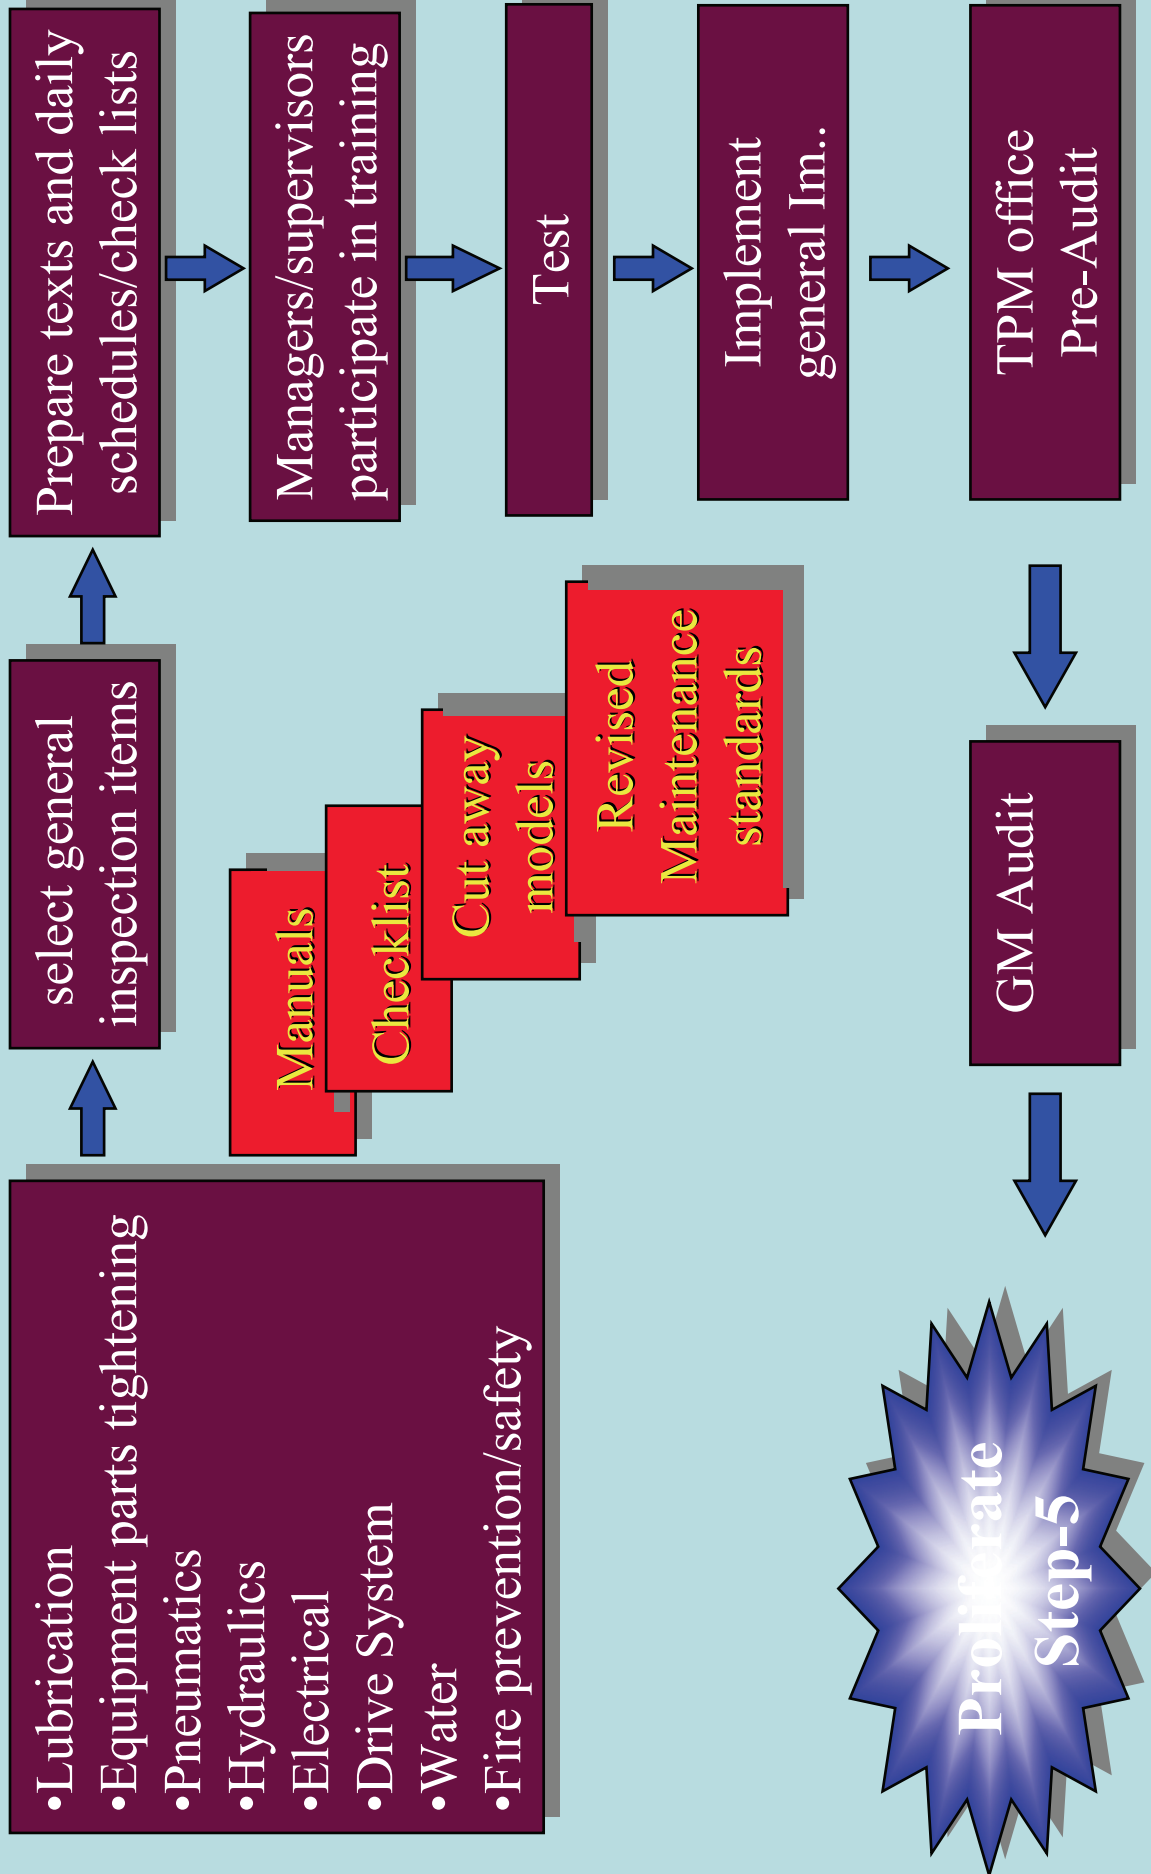 •Lubrication
•Equipment parts tightening
•Pneumatics
•Hydraulics
•Electrical
•Drive System
•Water
•Fire prevention/safety
select general
inspection items
Prepare texts and daily
schedules/check lists
Managers/supervisors
participate in training
Test
Implement
general Im..
TPM office
Pre-Audit
GM Audit
Proliferate
Step-5
Manuals
Checklist
Cut away
models
Revised
Maintenance
standards